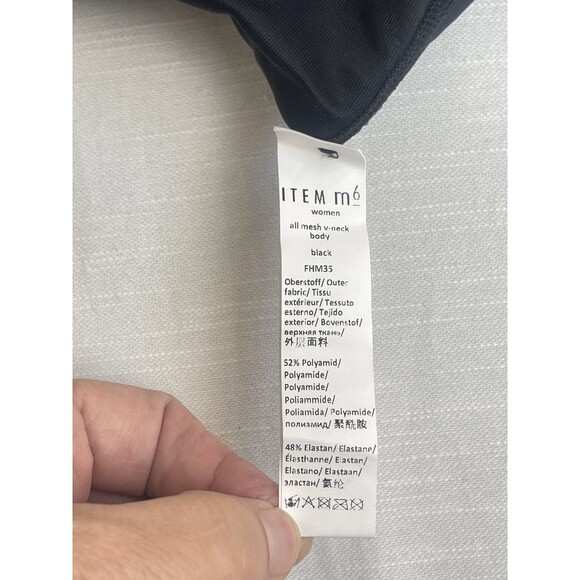 ITEM m6
women
all mesh v-neck
body
black
FHM35
Oberstoff/ Outer
fabric/ Tissu
extérieur/ Tessuto
esterno/ Tejido
exterior/ Bovenstof/
верхняя ткань/
外层面料
52% Polyamid/
Polyamide/
Polyamide/
Poliammide/
Poliamida/ Polyamide/
полиамид/ 聚酰胺
48% Elastan/ Elastane/
Élasthanne/ Elastan/
Elastano/ Elastaan/
эластан/ 氨纶